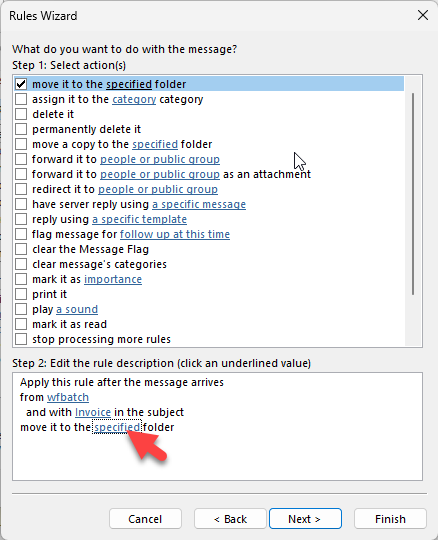 Rules Wizard
What do you want to do with the message?
Step 1: Select action(s)
move it to the specified folder
assign it to the category category
delete it
permanently delete it
move a copy to the specified folder
forward it to people or public group
forward it to people or public group as an attachment
redirect it to people or public group
have server reply using a specific message
reply using a specific template
flag message for follow up at this time
clear the Message Flag
clear message's categories
mark it as importance
print it
play a sound
mark it as read
stop processing more rules
Step 2: Edit the rule description (click an underlined value)
Apply this rule after the message arrives
from wfbatch
and with Invoice in the subject
move it to the specified folder
Cancel < Back Next > Finish